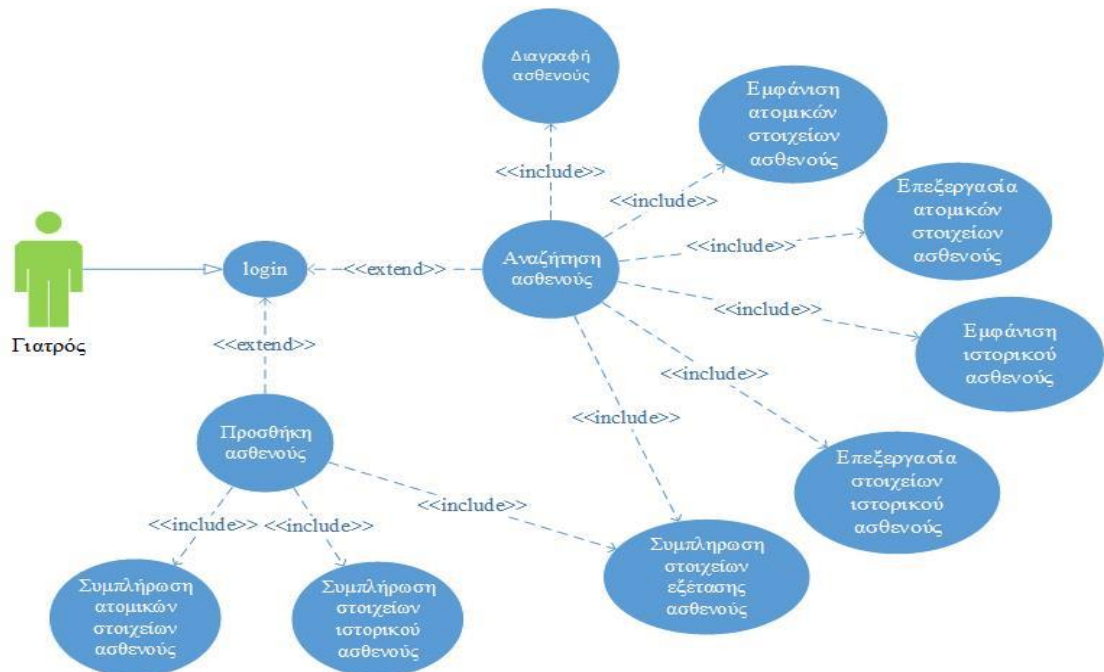 Διαγραφή
ασθενούς
Εμφάνιση
ατομικών
στοιχείων
ασθενούς
<<include>>
<<include>>
Επεξεργασία
ατομικών
στοιχείων
ασθενούς
<<include>>
login
<<extend>>
Αναζήτηση
ασθενούς
<<include>>
Γιατρός
<<extend>>
Εμφάνιση
ιστορικού
ασθενούς
<<include>>
<<include>>
Προσθήκη
ασθενούς
Επεξεργασία
στοιχείων
ιστορικού
ασθενούς
<<include>>
<<include>>
<<include>>
Συμπλήρωση
ατομικών
στοιχείων
ασθενούς
Συμπλήρωση
στοιχείων
ιστορικού
ασθενούς
Συμπληρωση
στοιχείων
εξέτασης
ασθενούς